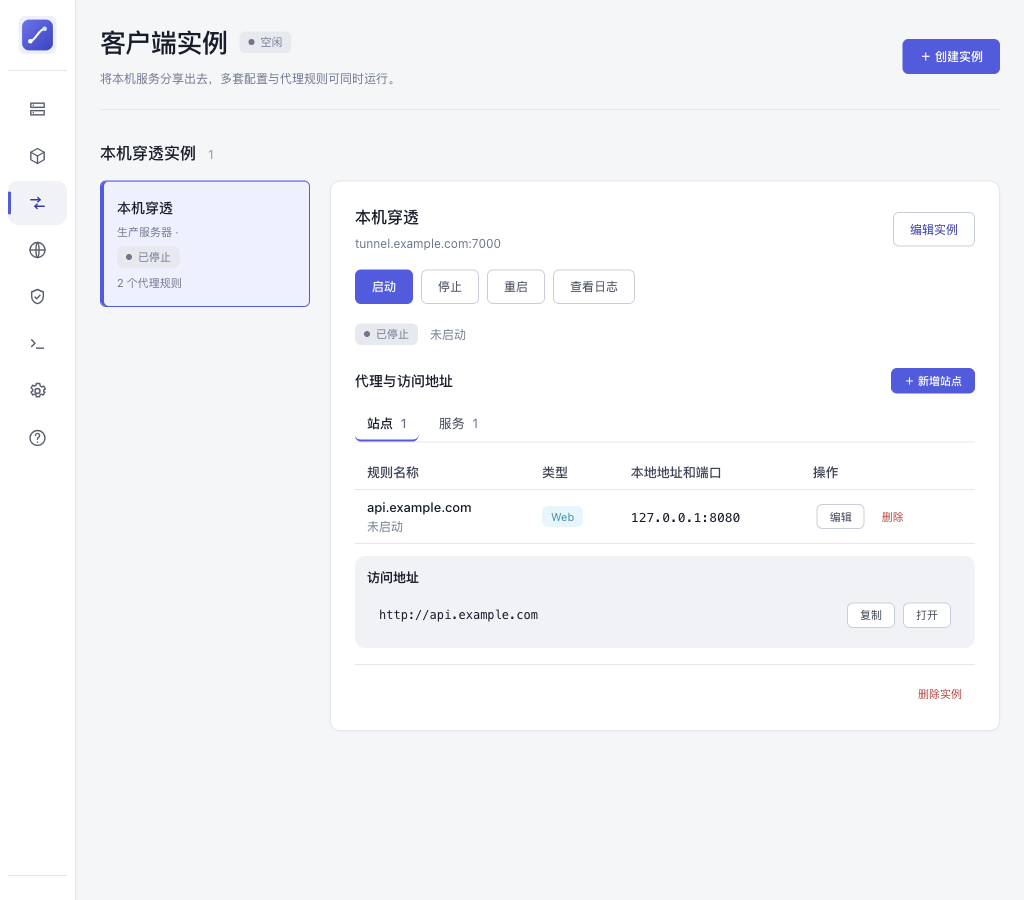 客户端实例 空闲
将本机服务分享出去，多套配置与代理规则可同时运行。
+ 创建实例
本机穿透实例 1
本机穿透
生产服务器 ·
已停止
2 个代理规则
本机穿透
tunnel.example.com:7000
编辑实例
启动 停止 重启 查看日志
已停止 未启动
代理与访问地址
+ 新增站点
站点 1 服务 1
规则名称 类型 本地地址和端口 操作
api.example.com
未启动
Web 127.0.0.1:8080 编辑 删除
访问地址
http://api.example.com 复制 打开
删除实例